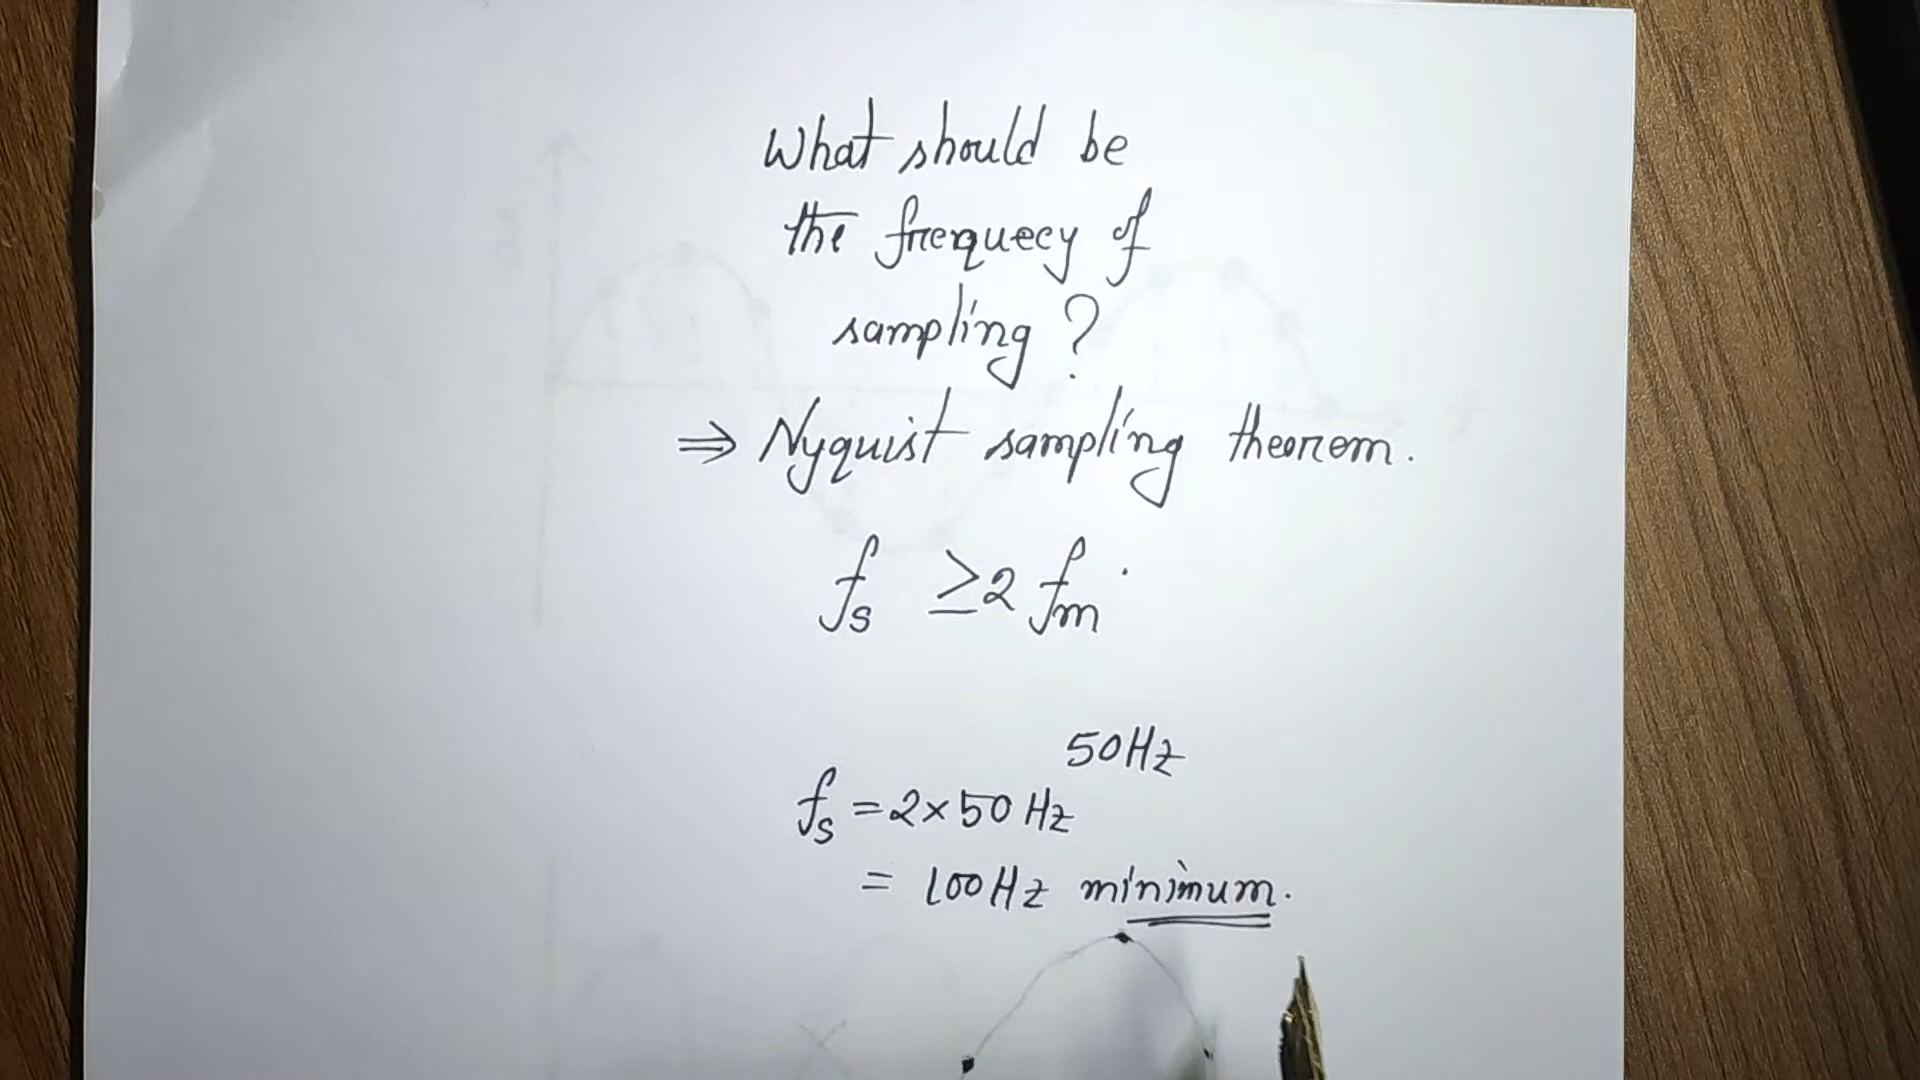 What should be
the frequecy of
sampling ?
⇒ Nyquist sampling theorem.
fs ≥2 fm
50Hz
fs = 2×50 Hz
= 100Hz minimum.